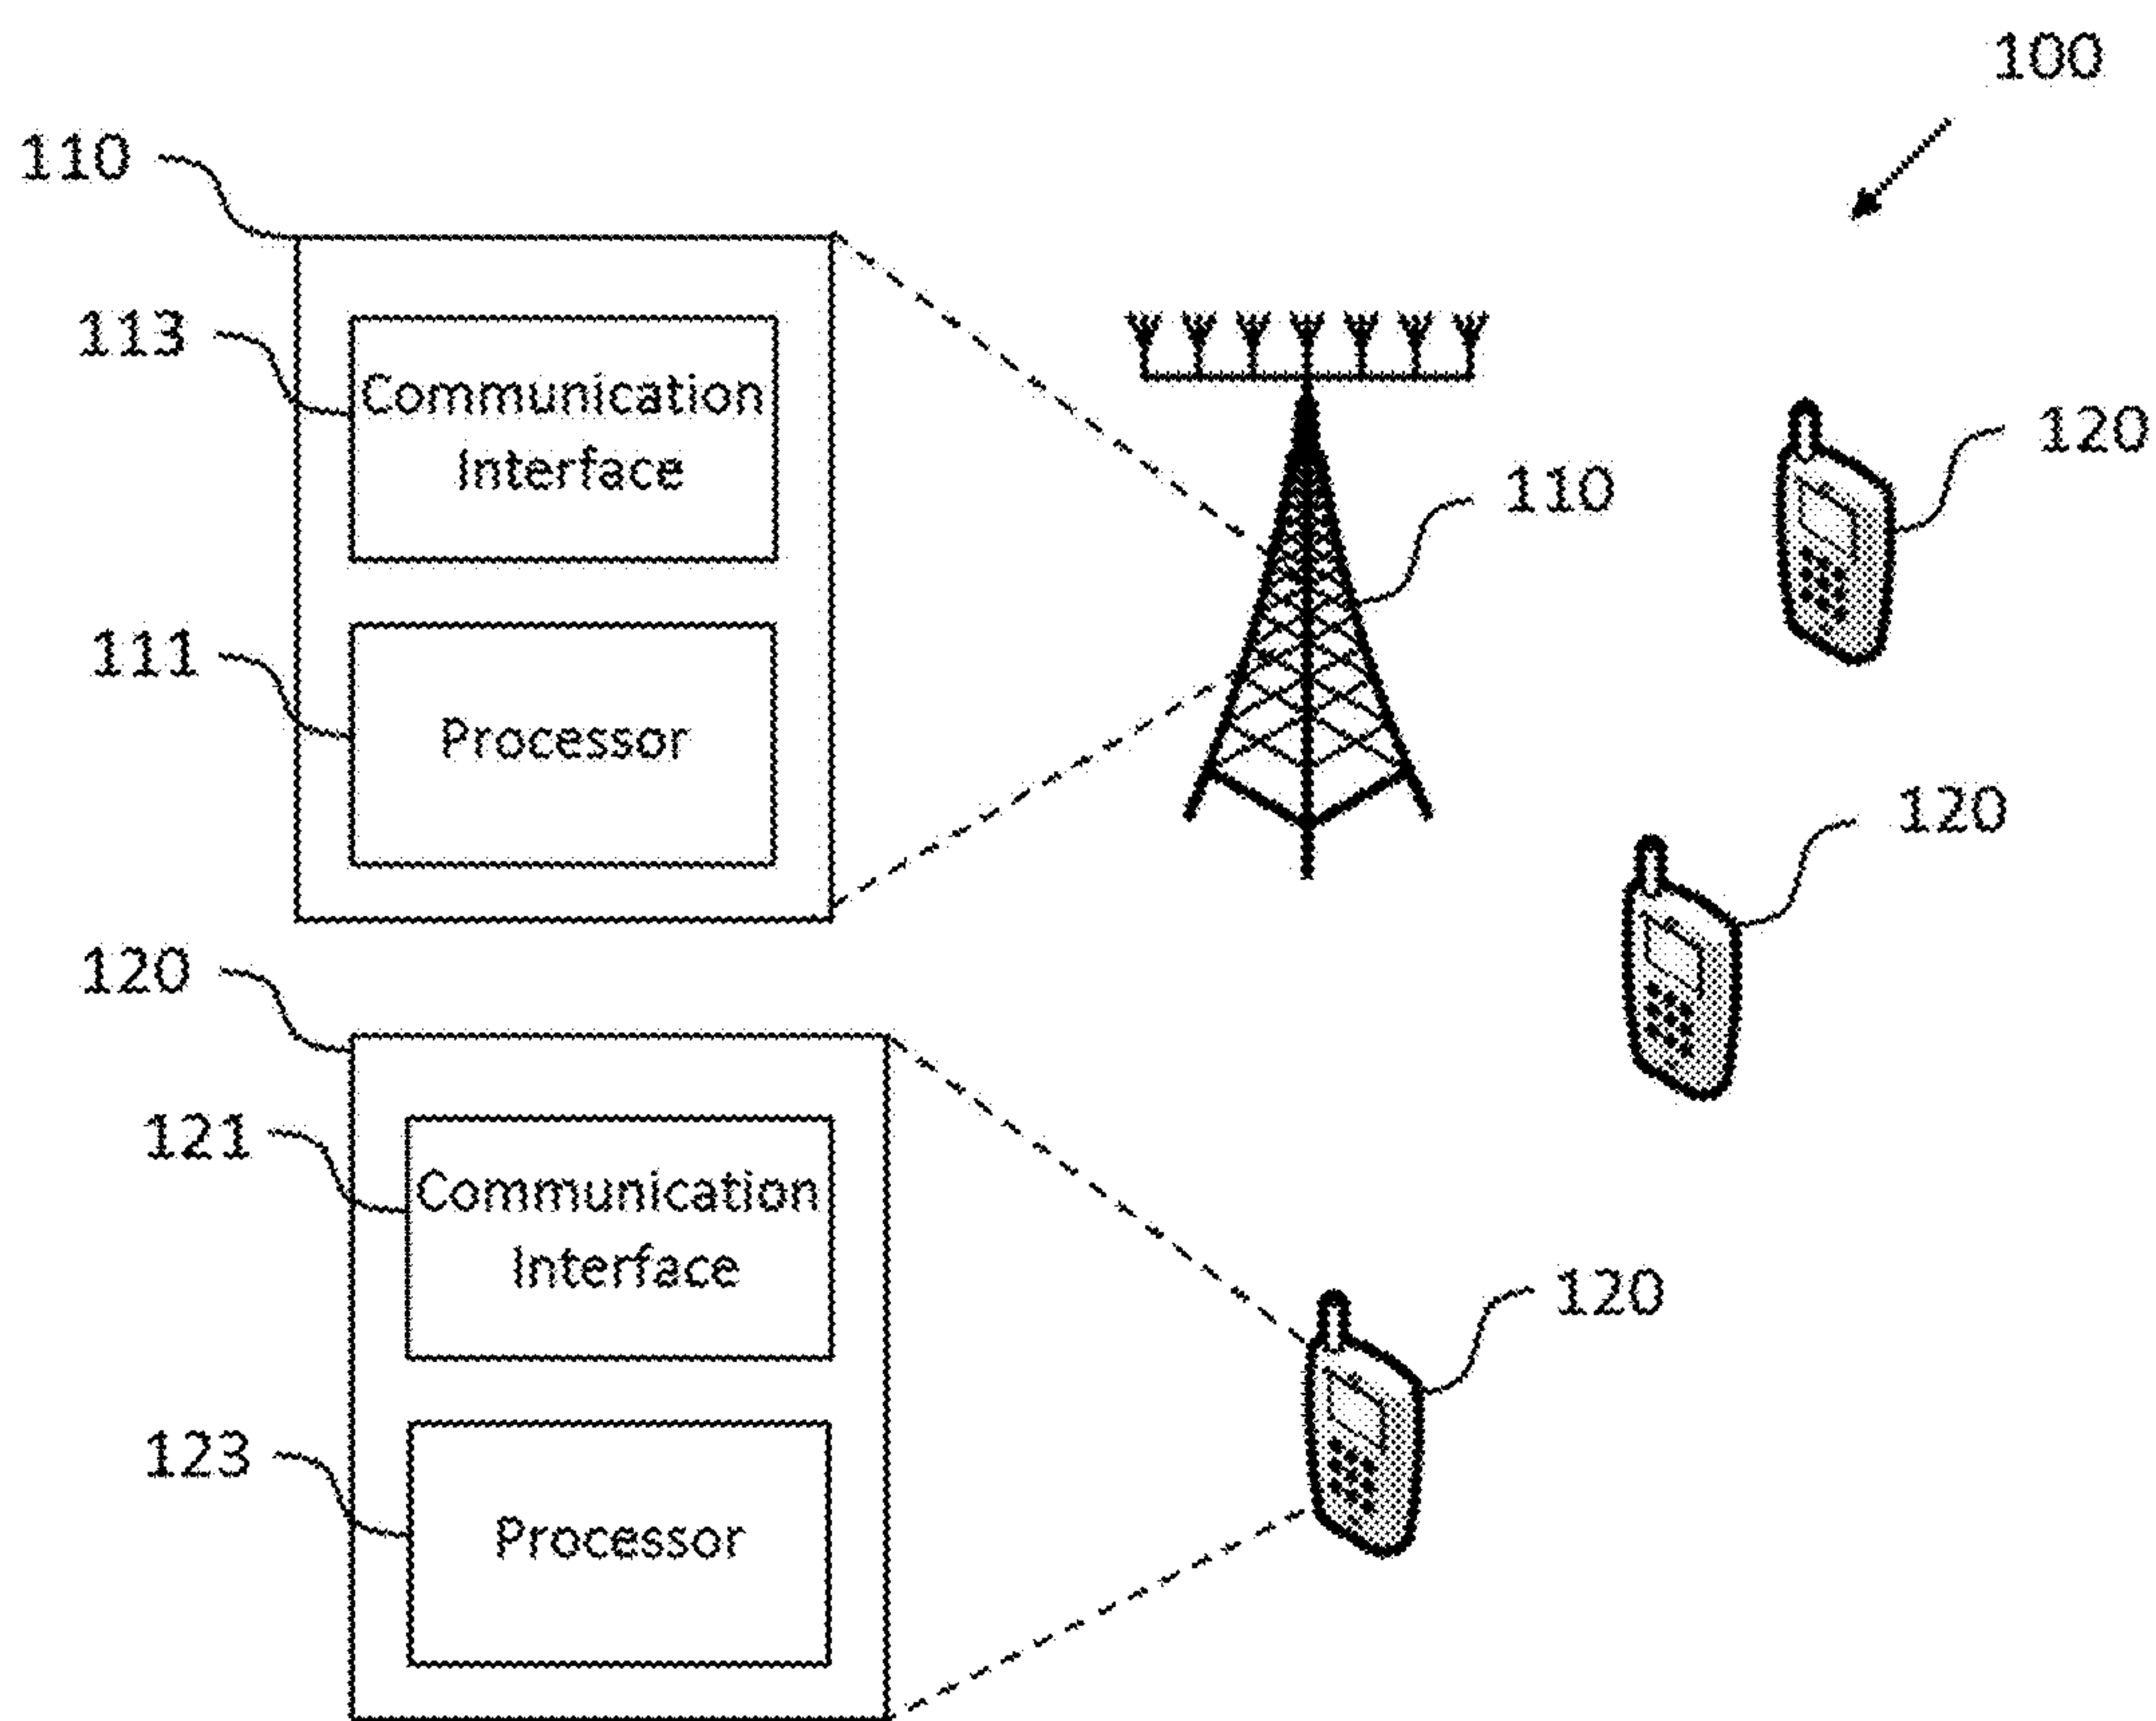 100
110
113
Communication
Interface
120
110
111
Processor
120
120
121
Communication
Interface
120
123
Processor